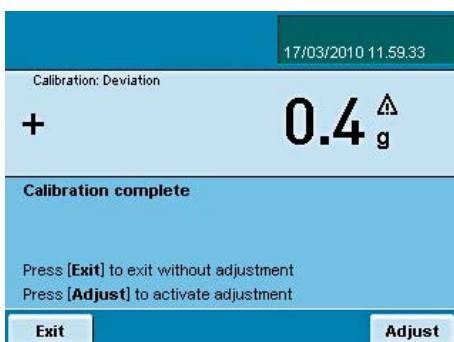 17/03/2010 11.59.33
Calibration: Deviation
+ 0.4 g
Calibration complete
Press [Exit] to exit without adjustment
Press [Adjust] to activate adjustment
Exit Adjust